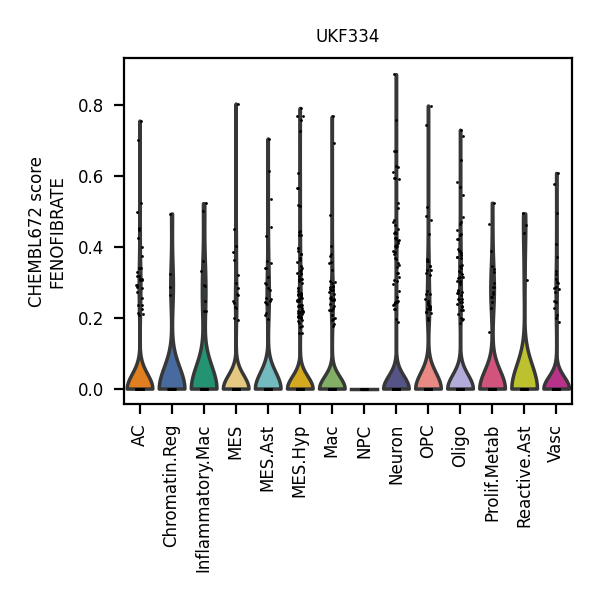 UKF334
CHEMBL672 score
FENOFIBRATE
0.8
0.6
0.4
0.2
0.0
AC
Chromatin.Reg
Inflammatory.Mac
MES
MES.Ast
MES.Hyp
Mac
NPC
Neuron
OPC
Oligo
Prolif.Metab
Reactive.Ast
Vasc